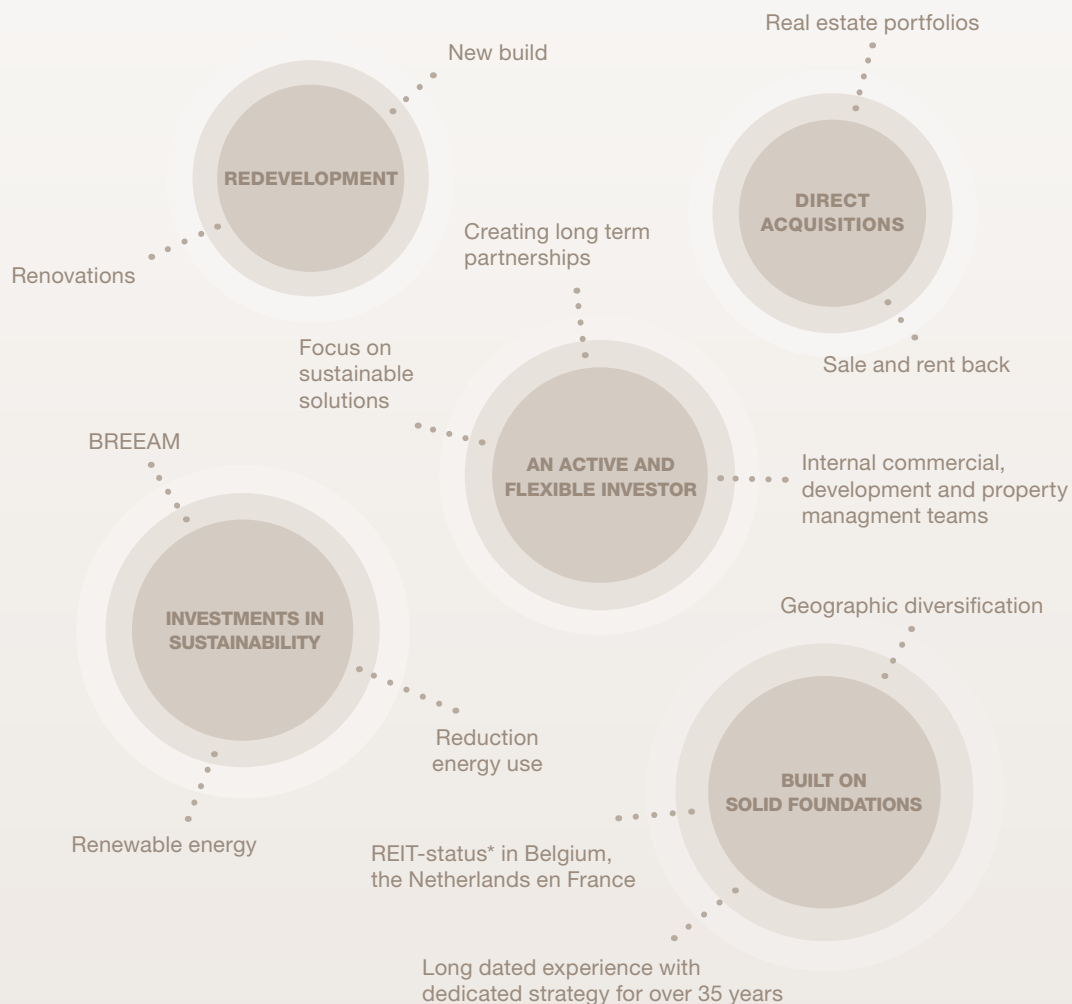 Real estate portfolios
New build
REDEVELOPMENT
Renovations
DIRECT
ACQUISITIONS
Sale and rent back
Creating long term
partnerships
Focus on
sustainable
solutions
AN ACTIVE AND
FLEXIBLE INVESTOR
Internal commercial,
development and property
managment teams
BREEAM
INVESTMENTS IN
SUSTAINABILITY
Reduction
energy use
Renewable energy
Geographic diversification
BUILT ON
SOLID FOUNDATIONS
REIT-status* in Belgium,
the Netherlands en France
Long dated experience with
dedicated strategy for over 35 years